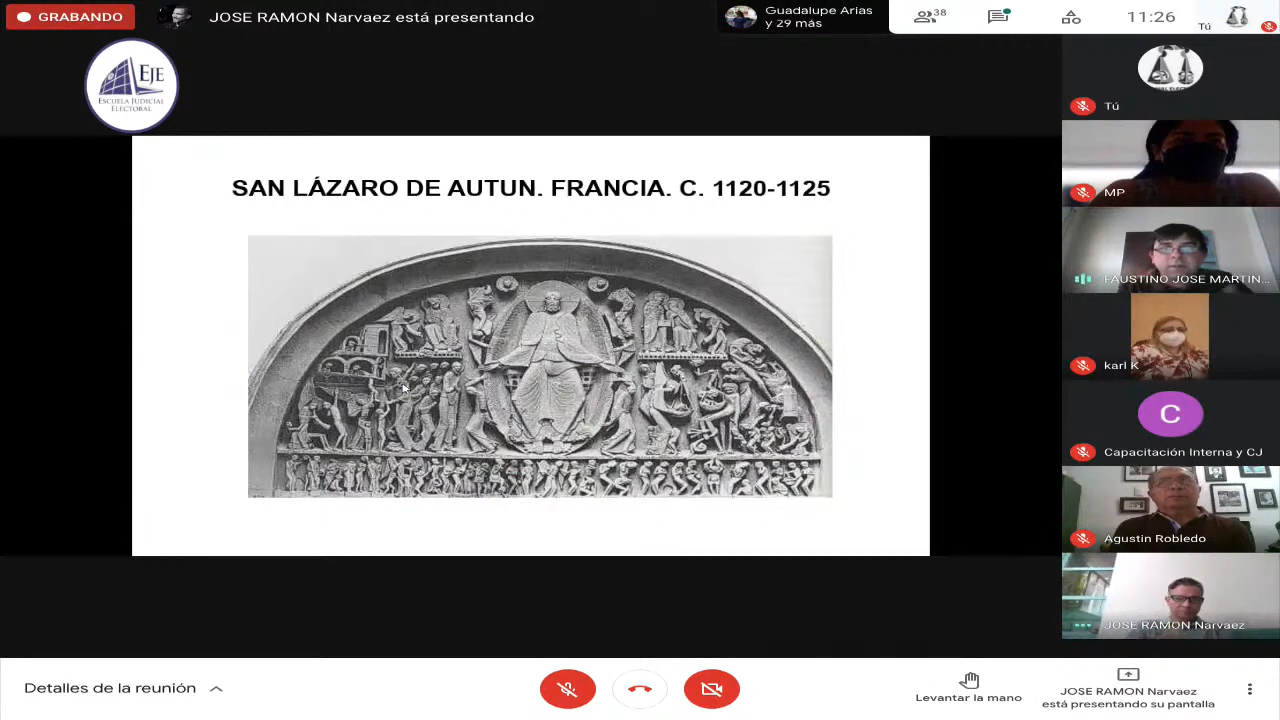 GRABANDO
JOSE RAMON Narvaez está presentando
Guadalupe Arias
y 29 más
38
11:26
Tú
EJE
ESCUELA JUDICIAL
ELECTORAL
SAN LÁZARO DE AUTUN. FRANCIA. C. 1120-1125
Tú
MP
FAUSTINO JOSE MARTIN...
karl K
C
Capacitación Interna y CJ
Agustin Robledo
JOSE RAMON Narvaez
Detalles de la reunión
Levantar la mano
JOSE RAMON Narvaez
está presentando su pantalla